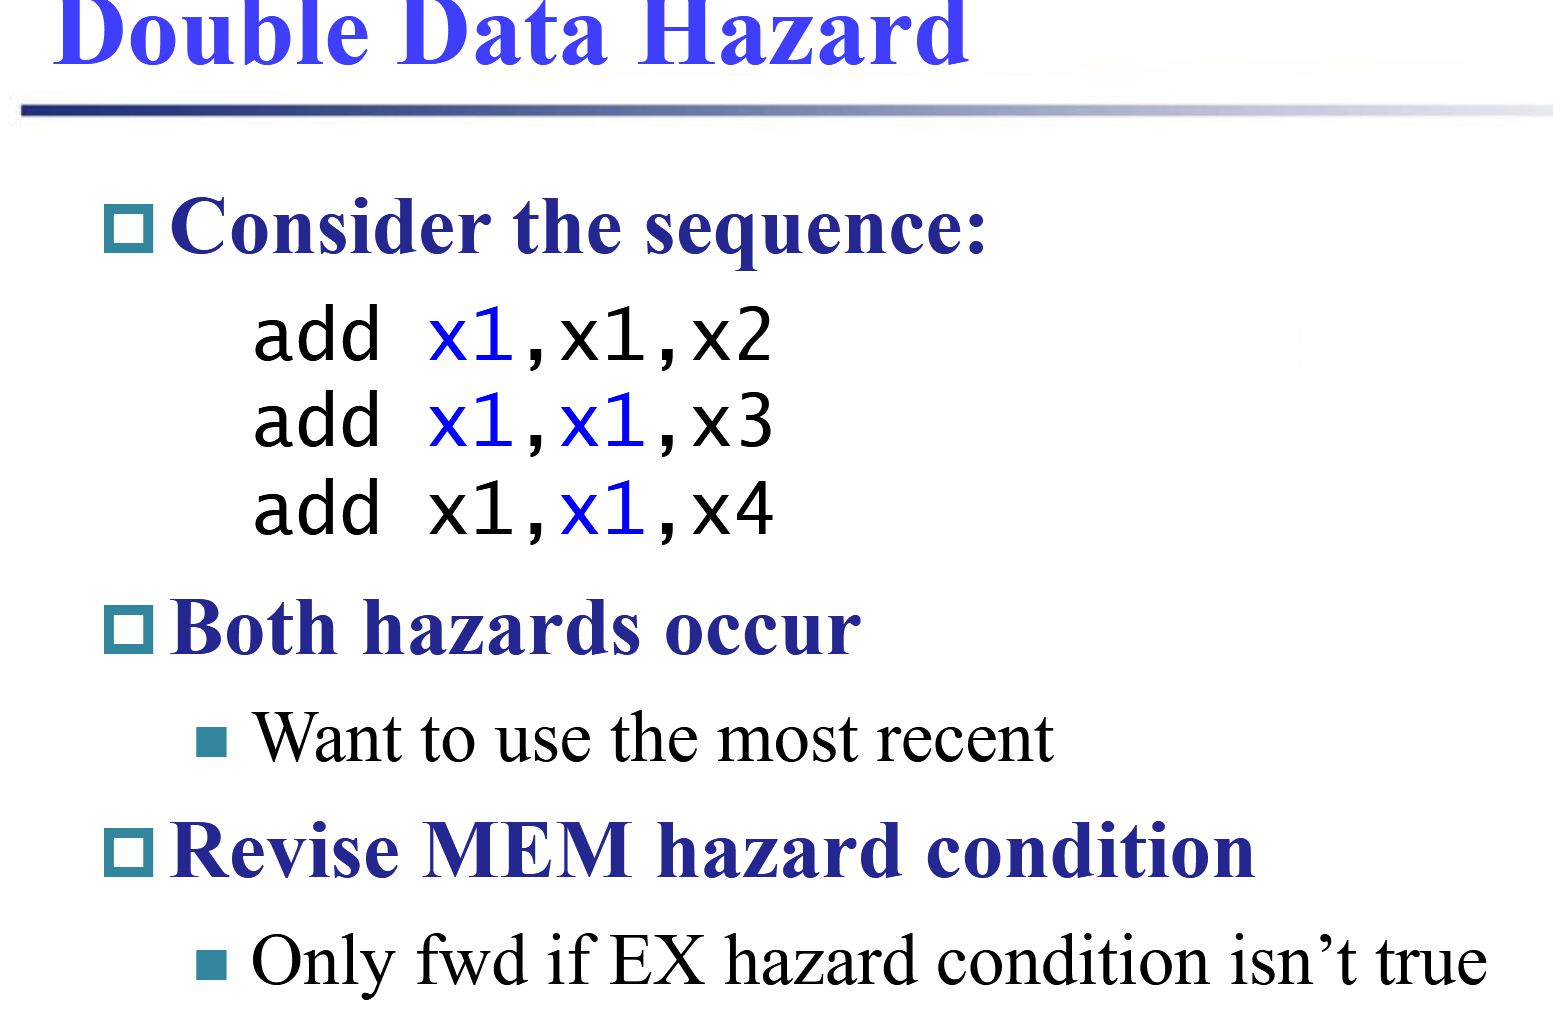 Double Data Hazard
Consider the sequence:
add x1,x1,x2
add x1,x1,x3
add x1,x1,x4
Both hazards occur
Want to use the most recent
Revise MEM hazard condition
Only fwd if EX hazard condition isn’t true